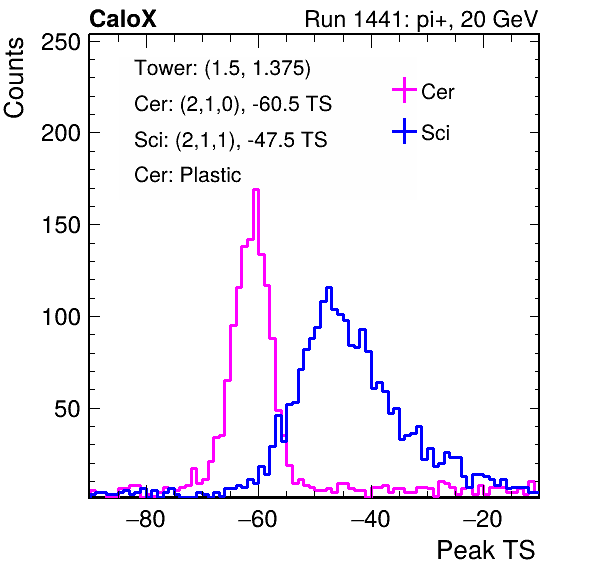 CaloX Run 1441: pi+, 20 GeV
Counts
250
200
150
100
50
Tower: (1.5, 1.375)
Cer: (2,1,0), -60.5 TS
Sci: (2,1,1), -47.5 TS
Cer: Plastic
Cer
Sci
−80 −60 −40 −20
Peak TS